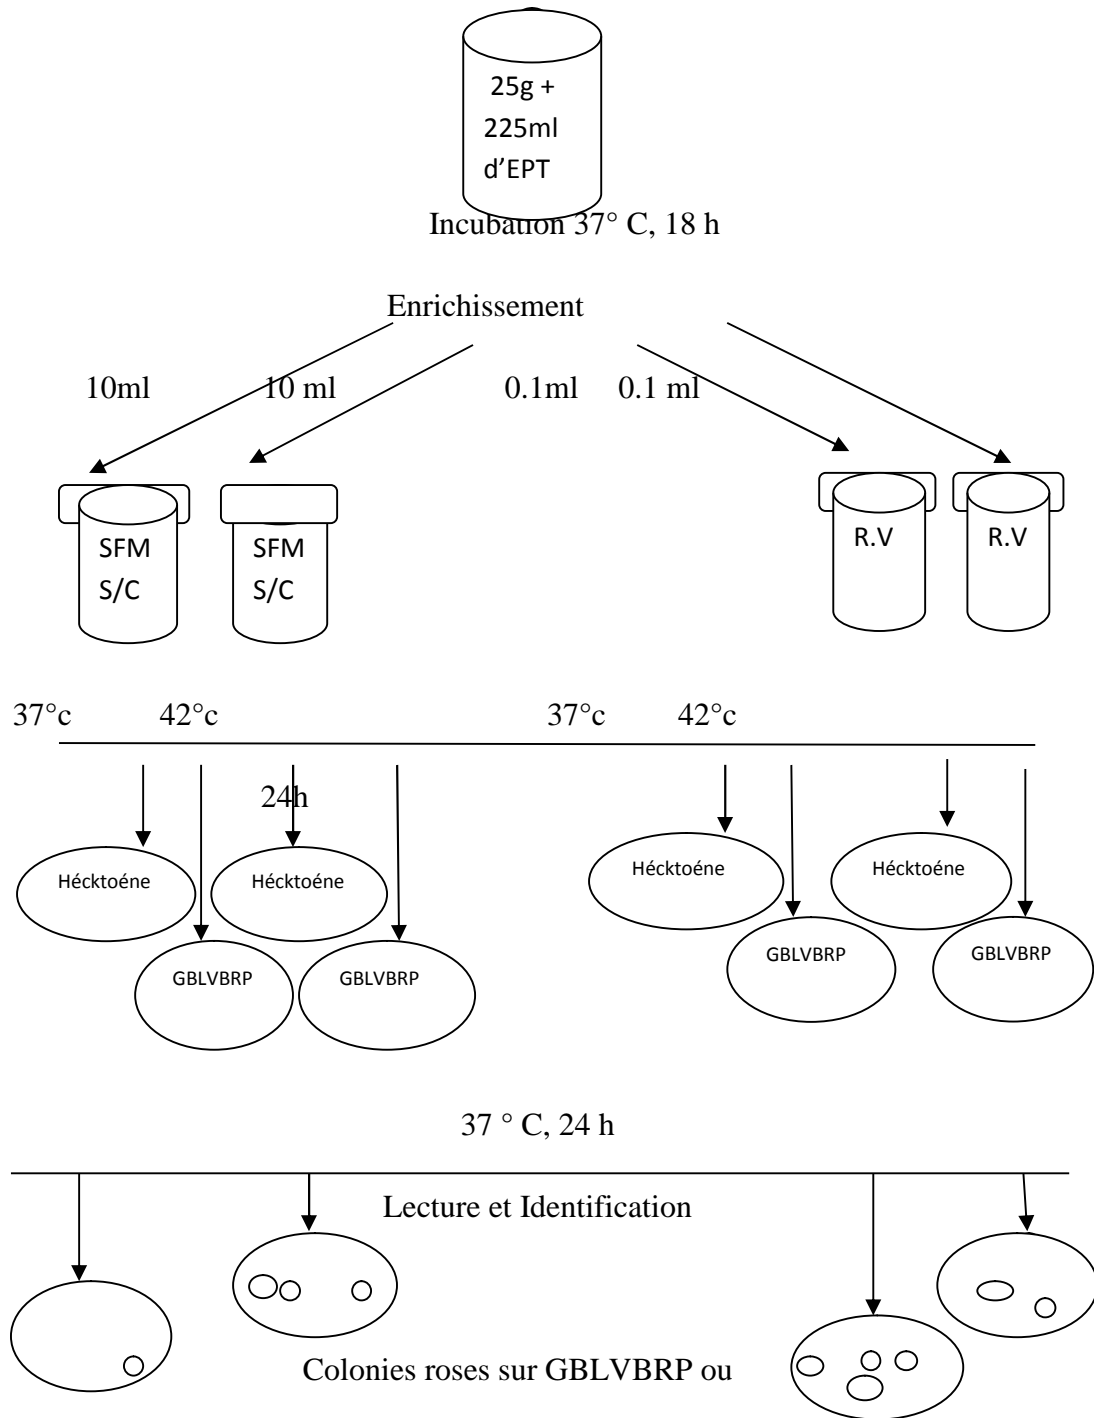 25g +
225ml
d’EPT
Incubation 37° C, 18 h
Enrichissement
10ml 10 ml 0.1ml 0.1 ml
SFM SFM R.V R.V
S/C S/C
37°c 42°c 37°c 42°c
24h
Hécktoéne Hécktoéne Hécktoéne Hécktoéne
GBLVBRP GBLVBRP GBLVBRP GBLVBRP
37 ° C, 24 h
Lecture et Identification
Colonies roses sur GBLVBRP ou